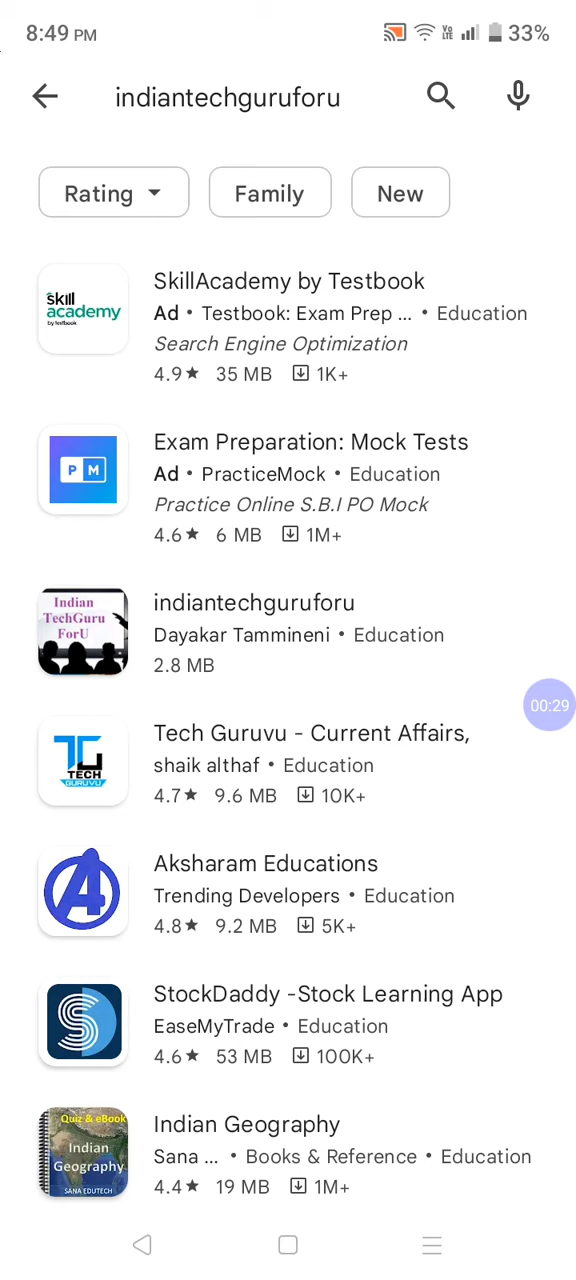 8:49 PM
Vo LTE
33%
indiantechguruforu
Rating
Family
New
skill academy by testbook
SkillAcademy by Testbook
Ad • Testbook: Exam Prep ... • Education
Search Engine Optimization
4.9★ 35 MB 1K+
P M
Exam Preparation: Mock Tests
Ad • PracticeMock • Education
Practice Online S.B.I PO Mock
4.6★ 6 MB 1M+
Indian
TechGuru
ForU
indiantechguruforu
Dayakar Tammineni • Education
2.8 MB
00:29
TECH
GURUVU
Tech Guruvu - Current Affairs,
shaik althaf • Education
4.7★ 9.6 MB 10K+
Aksharam Educations
Trending Developers • Education
4.8★ 9.2 MB 5K+
StockDaddy -Stock Learning App
EaseMyTrade • Education
4.6★ 53 MB 100K+
Quiz & eBook
Indian
Geography
SANA EDUTECH
Indian Geography
Sana ... • Books & Reference • Education
4.4★ 19 MB 1M+